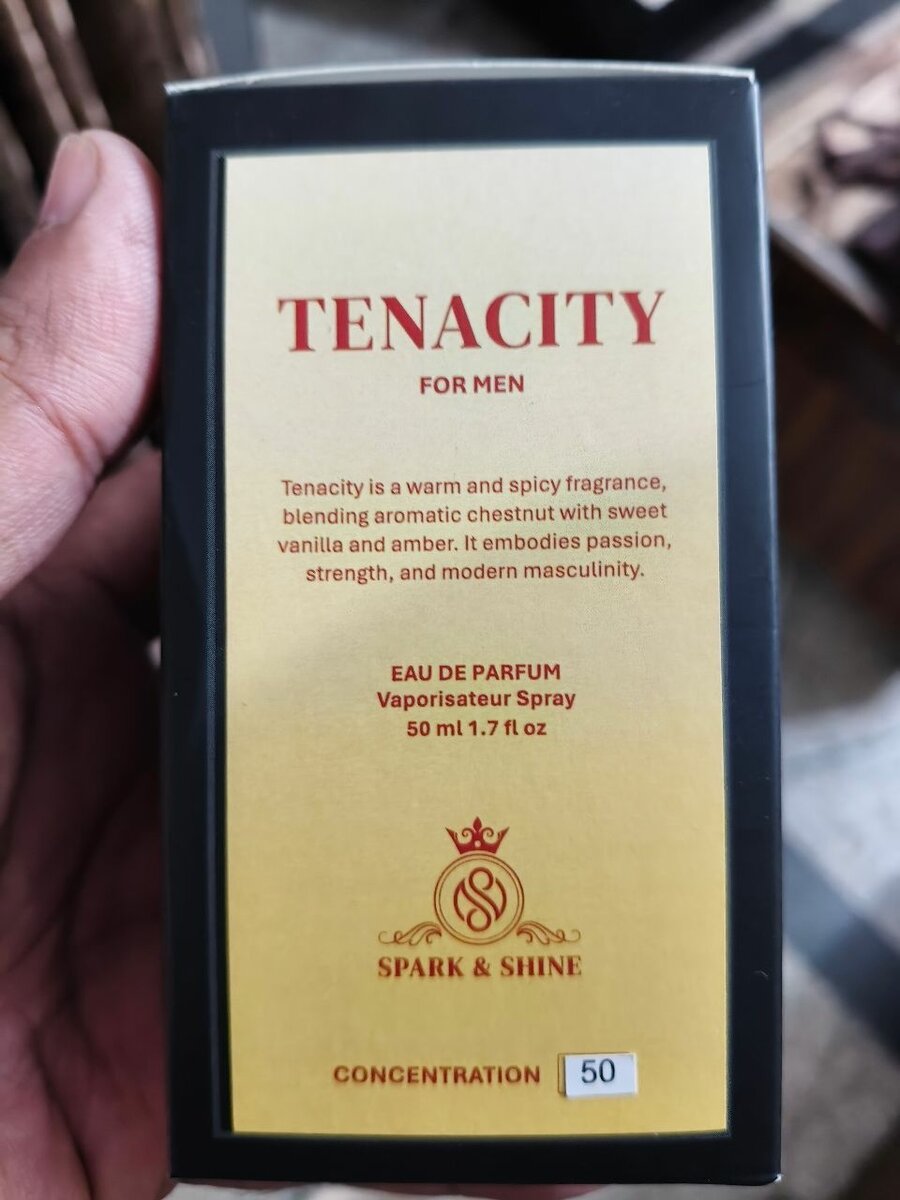 TENACITY
FOR MEN
Tenacity is a warm and spicy fragrance,
blending aromatic chestnut with sweet
vanilla and amber. It embodies passion,
strength, and modern masculinity.
EAU DE PARFUM
Vaporisateur Spray
50 ml 1.7 fl oz
SPARK & SHINE
CONCENTRATION 50